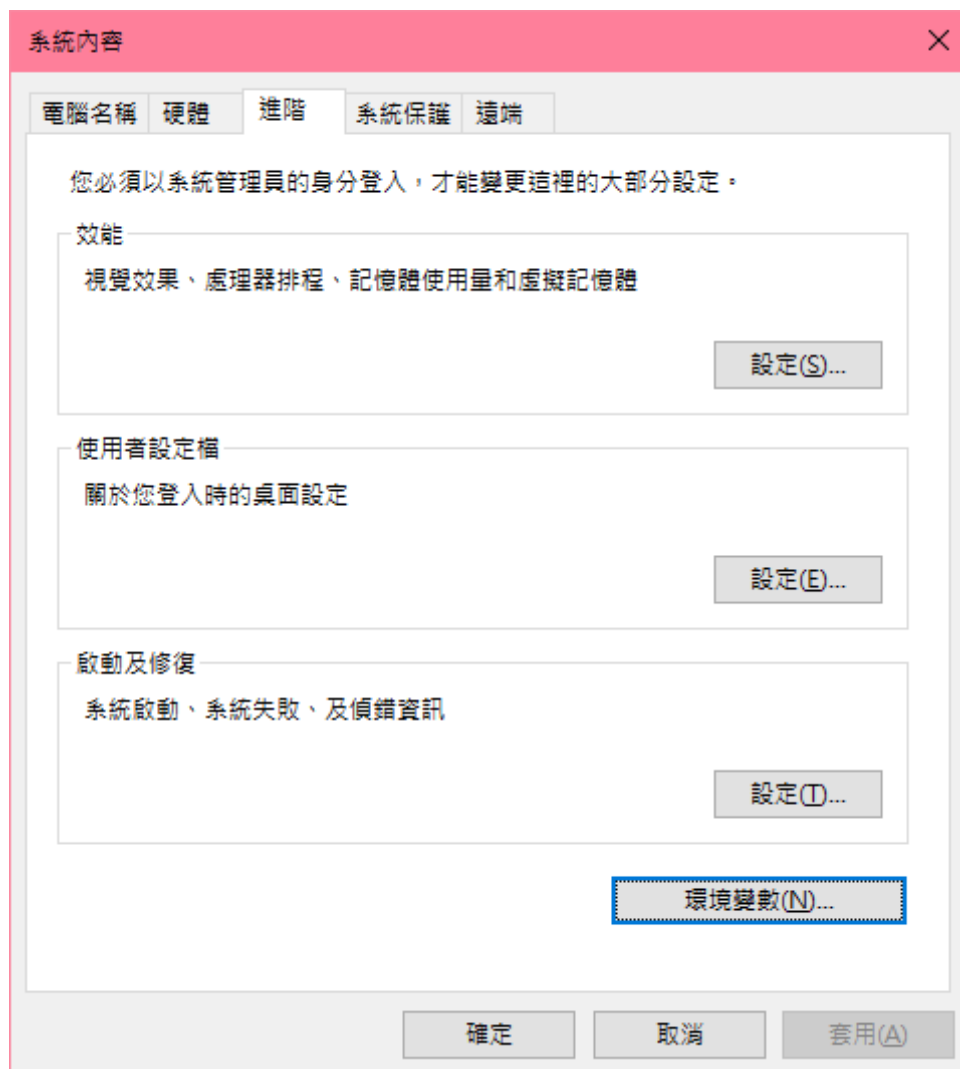 系統內容
電腦名稱 硬體 進階 系統保護 遠端
您必須以系統管理員的身分登入，才能變更這裡的大部分設定。
效能
視覺效果、處理器排程、記憶體使用量和虛擬記憶體
設定(S)...
使用者設定檔
關於您登入時的桌面設定
設定(E)...
啟動及修復
系統啟動、系統失敗、及偵錯資訊
設定(T)...
環境變數(N)...
確定 取消 套用(A)